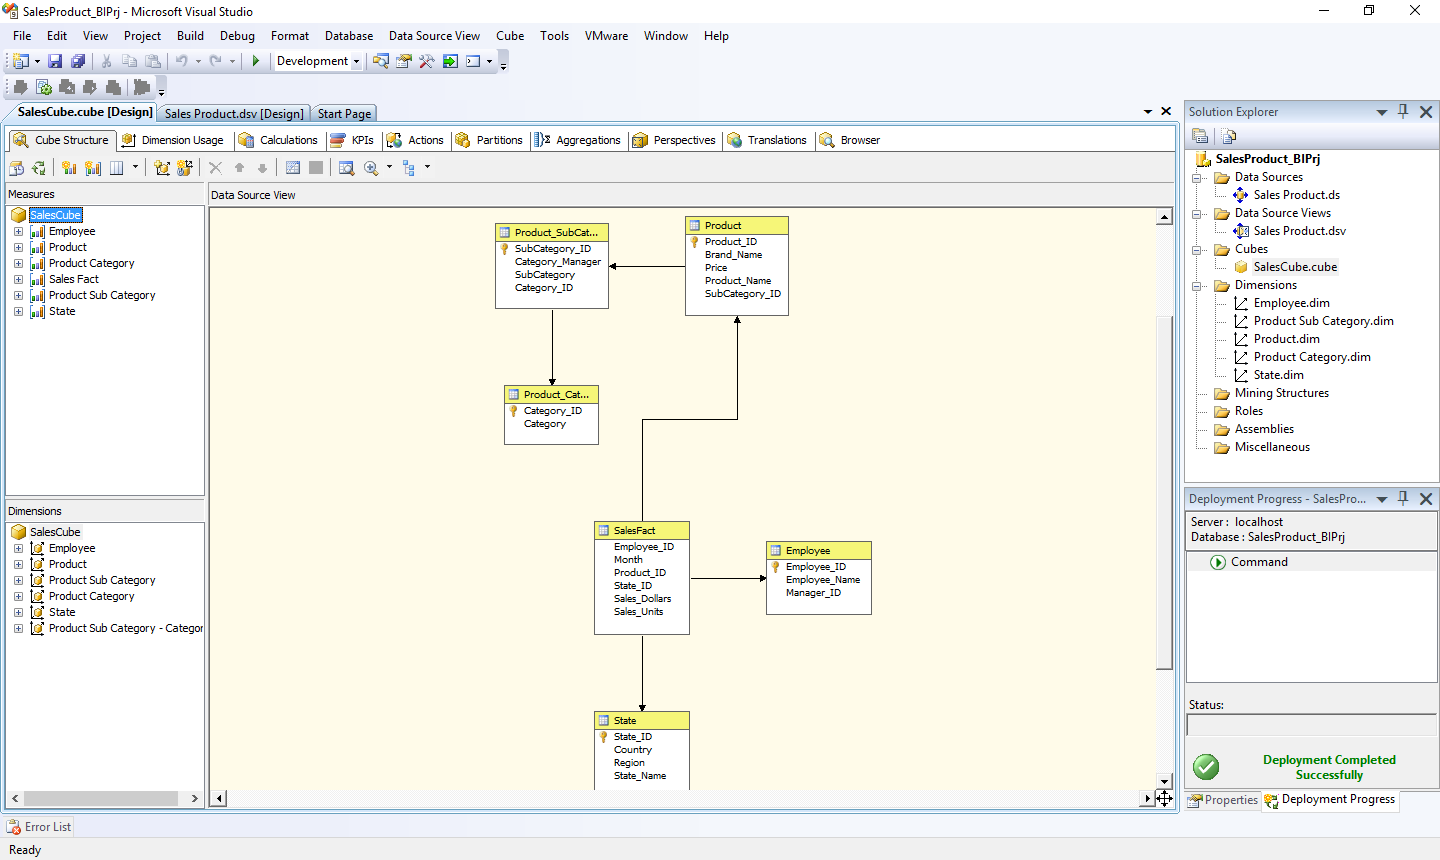 SalesProduct_BIPrj - Microsoft Visual Studio
File Edit View Project Build Debug Format Database Data Source View Cube Tools VMware Window Help
Development
SalesCube.cube [Design] Sales Product.dsv [Design] Start Page
Cube Structure Dimension Usage Calculations KPIs Actions Partitions Aggregations Perspectives Translations Browser
Measures
SalesCube
Employee
Product
Product Category
Sales Fact
Product Sub Category
State
Dimensions
SalesCube
Employee
Product
Product Sub Category
Product Category
State
Product Sub Category - Categor
Data Source View
Product_SubCat...
SubCategory_ID
Category_Manager
SubCategory
Category_ID
Product
Product_ID
Brand_Name
Price
Product_Name
SubCategory_ID
Product_Cat...
Category_ID
Category
SalesFact
Employee_ID
Month
Product_ID
State_ID
Sales_Dollars
Sales_Units
Employee
Employee_ID
Employee_Name
Manager_ID
State
State_ID
Country
Region
State_Name
Solution Explorer
SalesProduct_BIPrj
Data Sources
Sales Product.ds
Data Source Views
Sales Product.dsv
Cubes
SalesCube.cube
Dimensions
Employee.dim
Product Sub Category.dim
Product.dim
Product Category.dim
State.dim
Mining Structures
Roles
Assemblies
Miscellaneous
Deployment Progress - SalesPro...
Server : localhost
Database : SalesProduct_BIPrj
Command
Status:
Deployment Completed
Successfully
Properties Deployment Progress
Error List
Ready